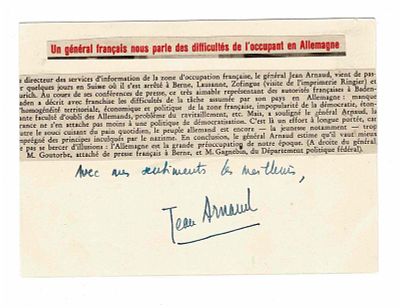 Un général français nous parle des difficultés de l'occupant en Allemagne
directeur des services d'information de la zone d'occupation française, le général Jean Arnaud, vient de pas-
quelques jours en Suisse où il s'est arrêté à Berne, Lausanne, Zofingue (visite de l'imprimerie Ringier) et
urich. Au cours de ses conférences de presse, ce très aimable représentant des autorités françaises à Baden-
aden a décrit avec franchise les difficultés de la tâche assumée par son pays en Allemagne : manque
'homogénéité territoriale, économique et politique de la zone française, impopularité de la démocratie, éton-
ante faculté d'oubli des Allemands, problème du ravitaillement, etc. Mais, a souligné le général Arnaud, la
rance ne s'en attache pas moins à une politique de démocratisation. C'est là un effort à longue portée, car
outre le souci cuisant du pain quotidien, le peuple allemand est encore — la jeunesse notamment — trop
mprégné des principes inculqués par le nazisme. En conclusion, le général Arnaud estime qu'il vaut mieux
e pas se bercer d'illusions : l'Allemagne est la grande préoccupation de notre époque. (A droite du général,
M. Goutorbe, attaché de presse français à Berne, et M. Gagnebin, du Département politique fédéral).
Avec mes sentiments les meilleurs,
Jean Arnaud